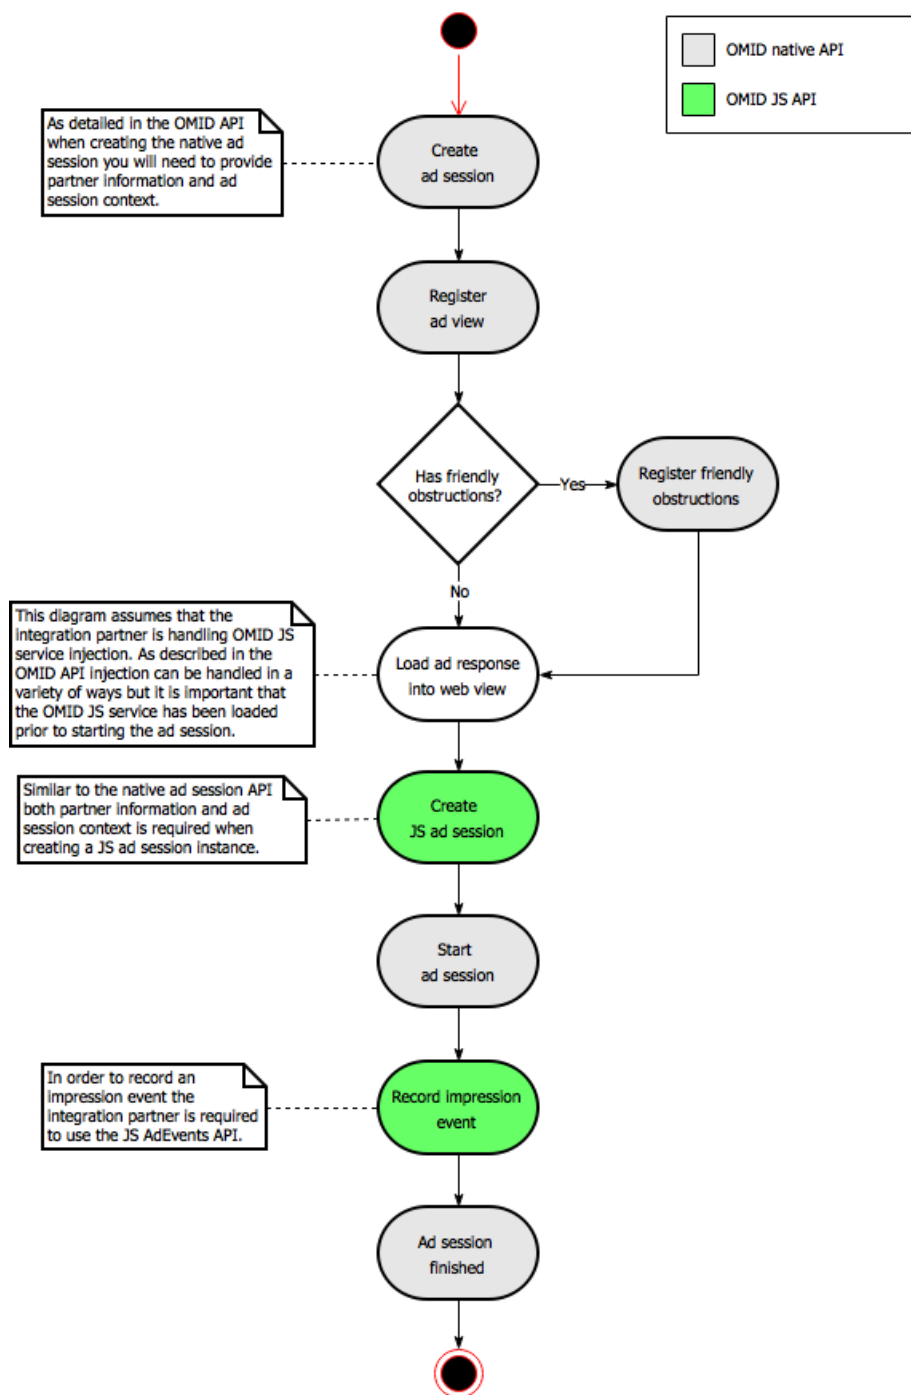 OMID native API
OMID JS API
As detailed in the OMID API
when creating the native ad
session you will need to provide
partner information and ad
session context.
Create
ad session
Register
ad view
Has friendly
obstructions?
Yes
Register friendly
obstructions
No
This diagram assumes that the
integration partner is handling OMID JS
service injection. As described in the
OMID API injection can be handled in a
variety of ways but it is important that
the OMID JS service has been loaded
prior to starting the ad session.
Load ad response
into web view
Similar to the native ad session API
both partner information and ad
session context is required when
creating a JS ad session instance.
Create
JS ad session
Start
ad session
In order to record an
impression event the
integration partner is required
to use the JS AdEvents API.
Record impression
event
Ad session
finished